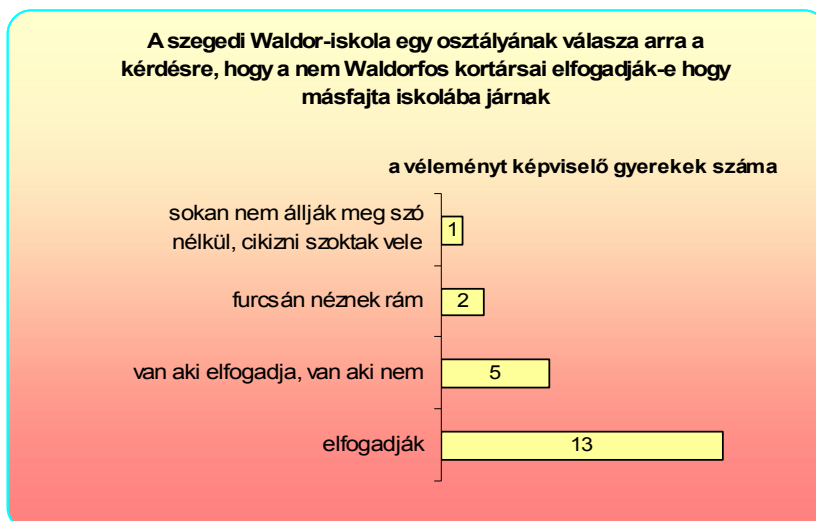 A szegedi Waldor-iskola egy osztályának válasza arra a
kérdésre, hogy a nem Waldorfos kortársai elfogadják-e hogy
másfajta iskolába járnak
a véleményt képviselő gyerekek száma
sokan nem állják meg szó
nélkül, cikizni szoktak vele
1
furcsán néznek rám
2
van aki elfogadja, van aki nem
5
elfogadják
13